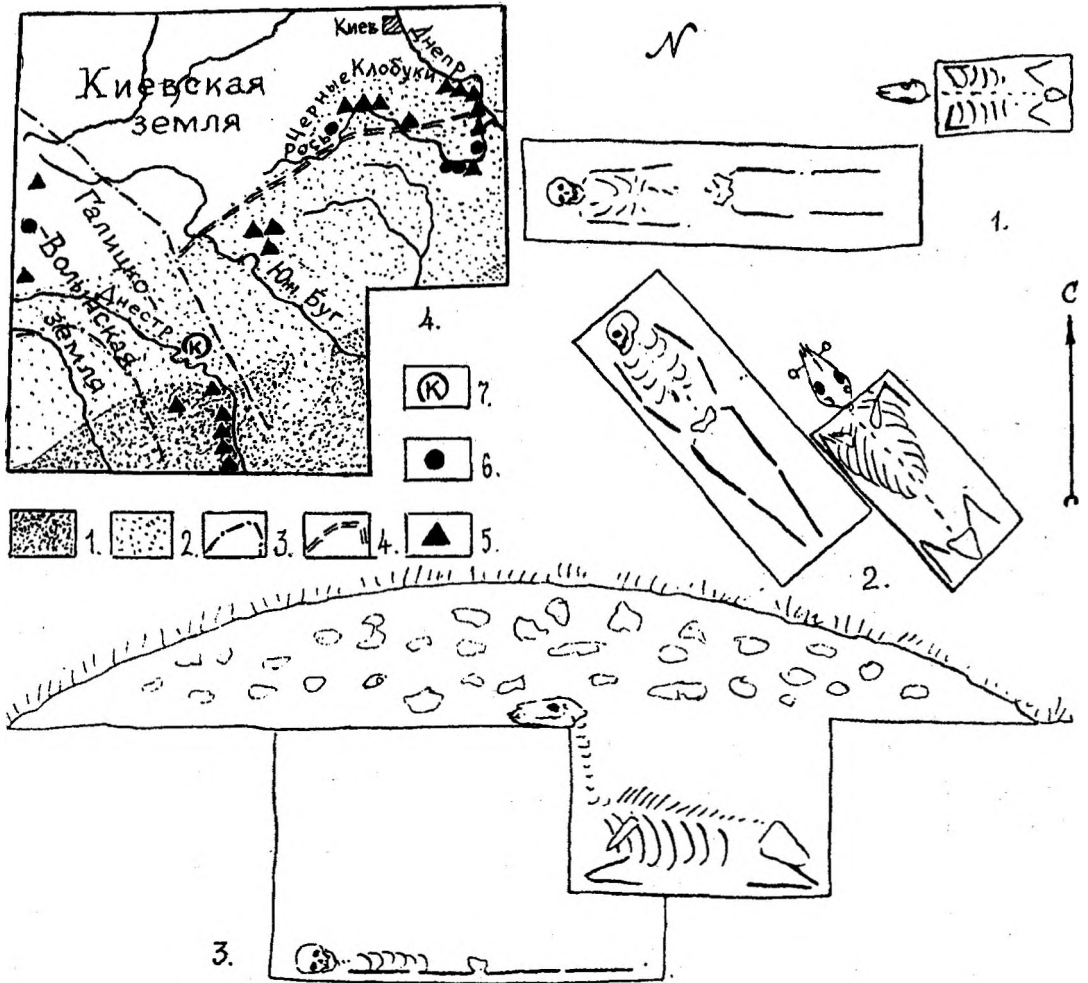 Киев
Днепр
Киевская
земля
Черные Клобуки
Рось
Галицко-
-Волынская
земля
Днестр
Юж. Буг
К
4.
К 7.
6.
1. 2. 3. 4. 5.
N
1.
С
2.
3.